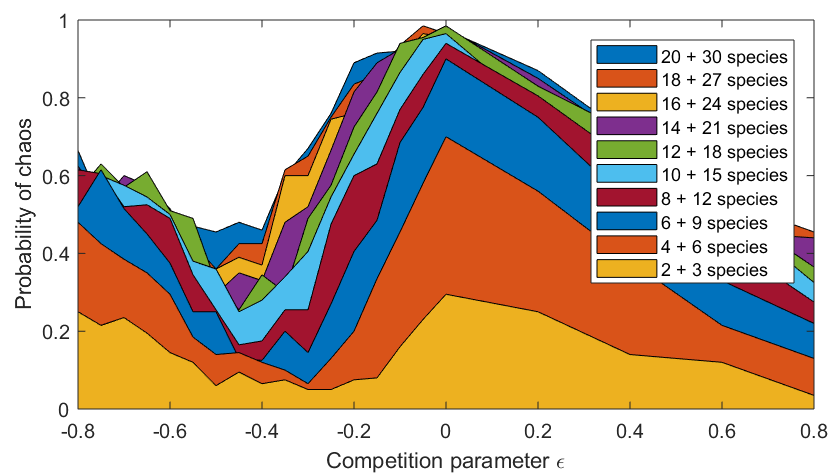 1
0.8
0.6
0.4
0.2
0
Probability of chaos
20 + 30 species
18 + 27 species
16 + 24 species
14 + 21 species
12 + 18 species
10 + 15 species
8 + 12 species
6 + 9 species
4 + 6 species
2 + 3 species
-0.8 -0.6 -0.4 -0.2 0 0.2 0.4 0.6 0.8
Competition parameter ϵ